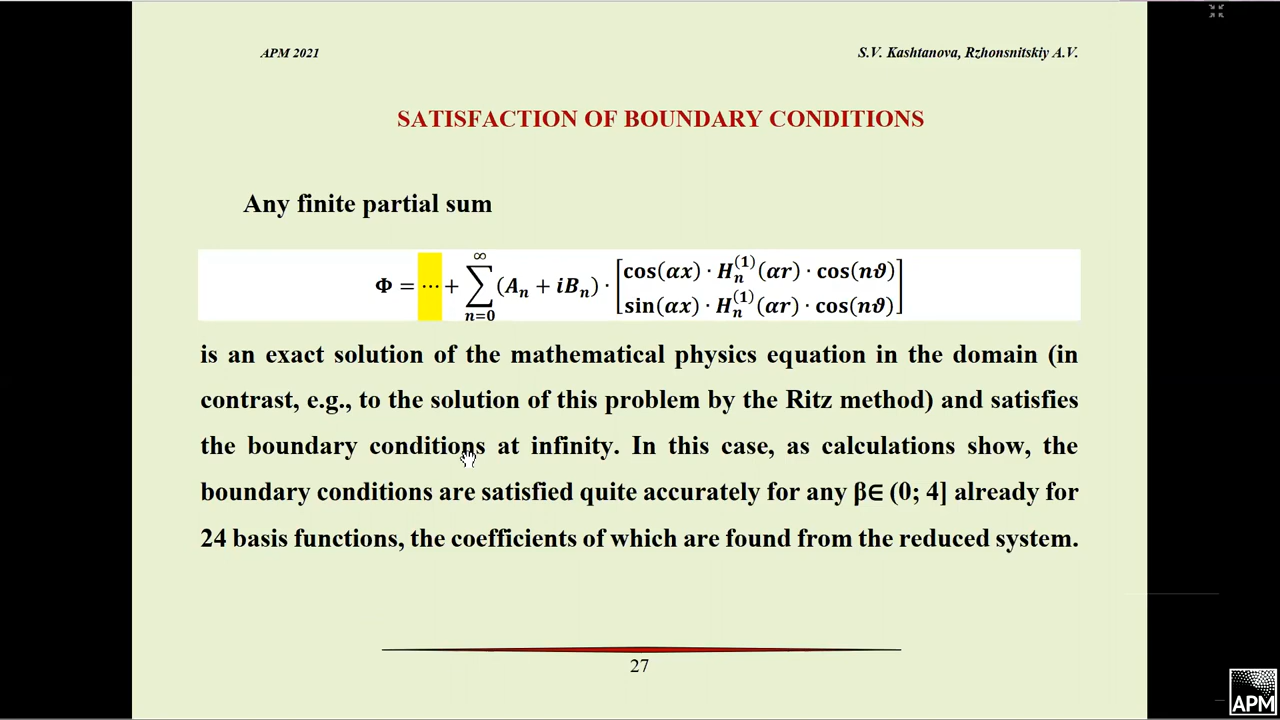 APM 2021
S.V. Kashtanova, Rzhonsnitskiy A.V.
SATISFACTION OF BOUNDARY CONDITIONS
Any finite partial sum
Φ = ⋯ + ∑_{n=0}^{∞} (A_n + iB_n) · [cos(αx) · H_n^{(1)}(αr) · cos(nϑ)
sin(αx) · H_n^{(1)}(αr) · cos(nϑ)]
is an exact solution of the mathematical physics equation in the domain (in
contrast, e.g., to the solution of this problem by the Ritz method) and satisfies
the boundary conditions at infinity. In this case, as calculations show, the
boundary conditions are satisfied quite accurately for any β∈ (0; 4] already for
24 basis functions, the coefficients of which are found from the reduced system.
27
APM